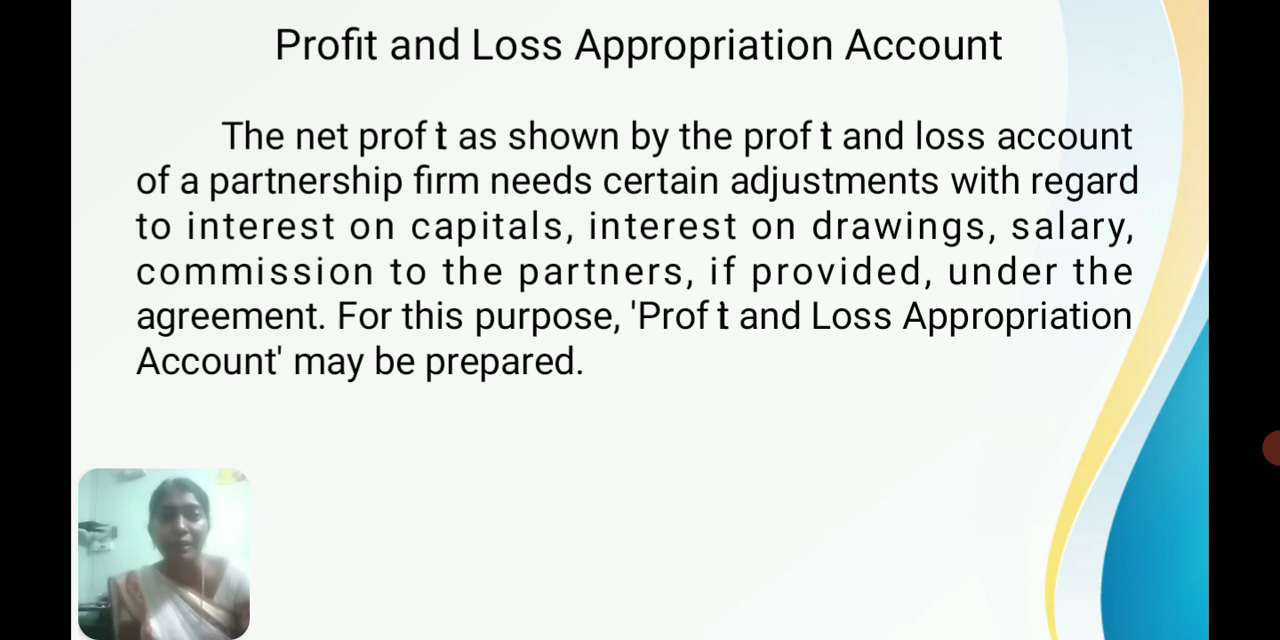 Profit and Loss Appropriation Account
The net prof t as shown by the prof t and loss account
of a partnership firm needs certain adjustments with regard
to interest on capitals, interest on drawings, salary,
commission to the partners, if provided, under the
agreement. For this purpose, 'Prof t and Loss Appropriation
Account' may be prepared.